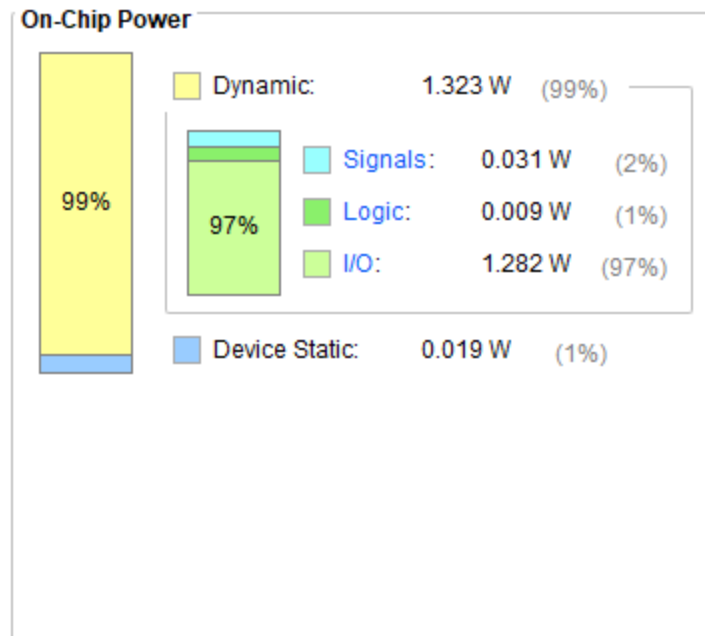 On-Chip Power
Dynamic: 1.323 W (99%)
99%
97%
Signals: 0.031 W (2%)
Logic: 0.009 W (1%)
I/O: 1.282 W (97%)
Device Static: 0.019 W (1%)